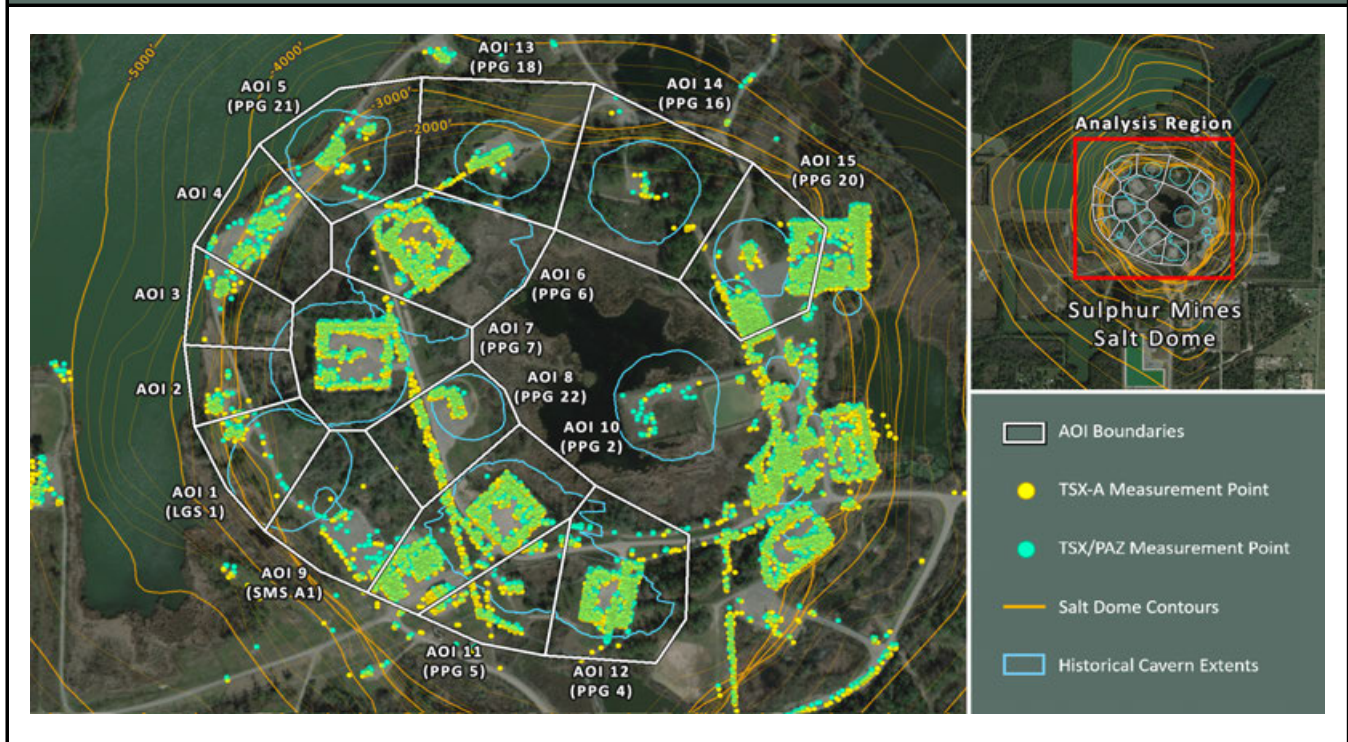 -5000'
-4000'
-3000'
-2000'
AOI 13
(PPG 18)
AOI 5
(PPG 21)
AOI 14
(PPG 16)
AOI 15
(PPG 20)
AOI 4
AOI 6
(PPG 6)
AOI 3
AOI 7
(PPG 7)
AOI 2
AOI 8
(PPG 22)
AOI 10
(PPG 2)
AOI 1
(LGS 1)
AOI 9
(SMS A1)
AOI 11
(PPG 5)
AOI 12
(PPG 4)
Analysis Region
Sulphur Mines
Salt Dome
AOI Boundaries
TSX-A Measurement Point
TSX/PAZ Measurement Point
Salt Dome Contours
Historical Cavern Extents